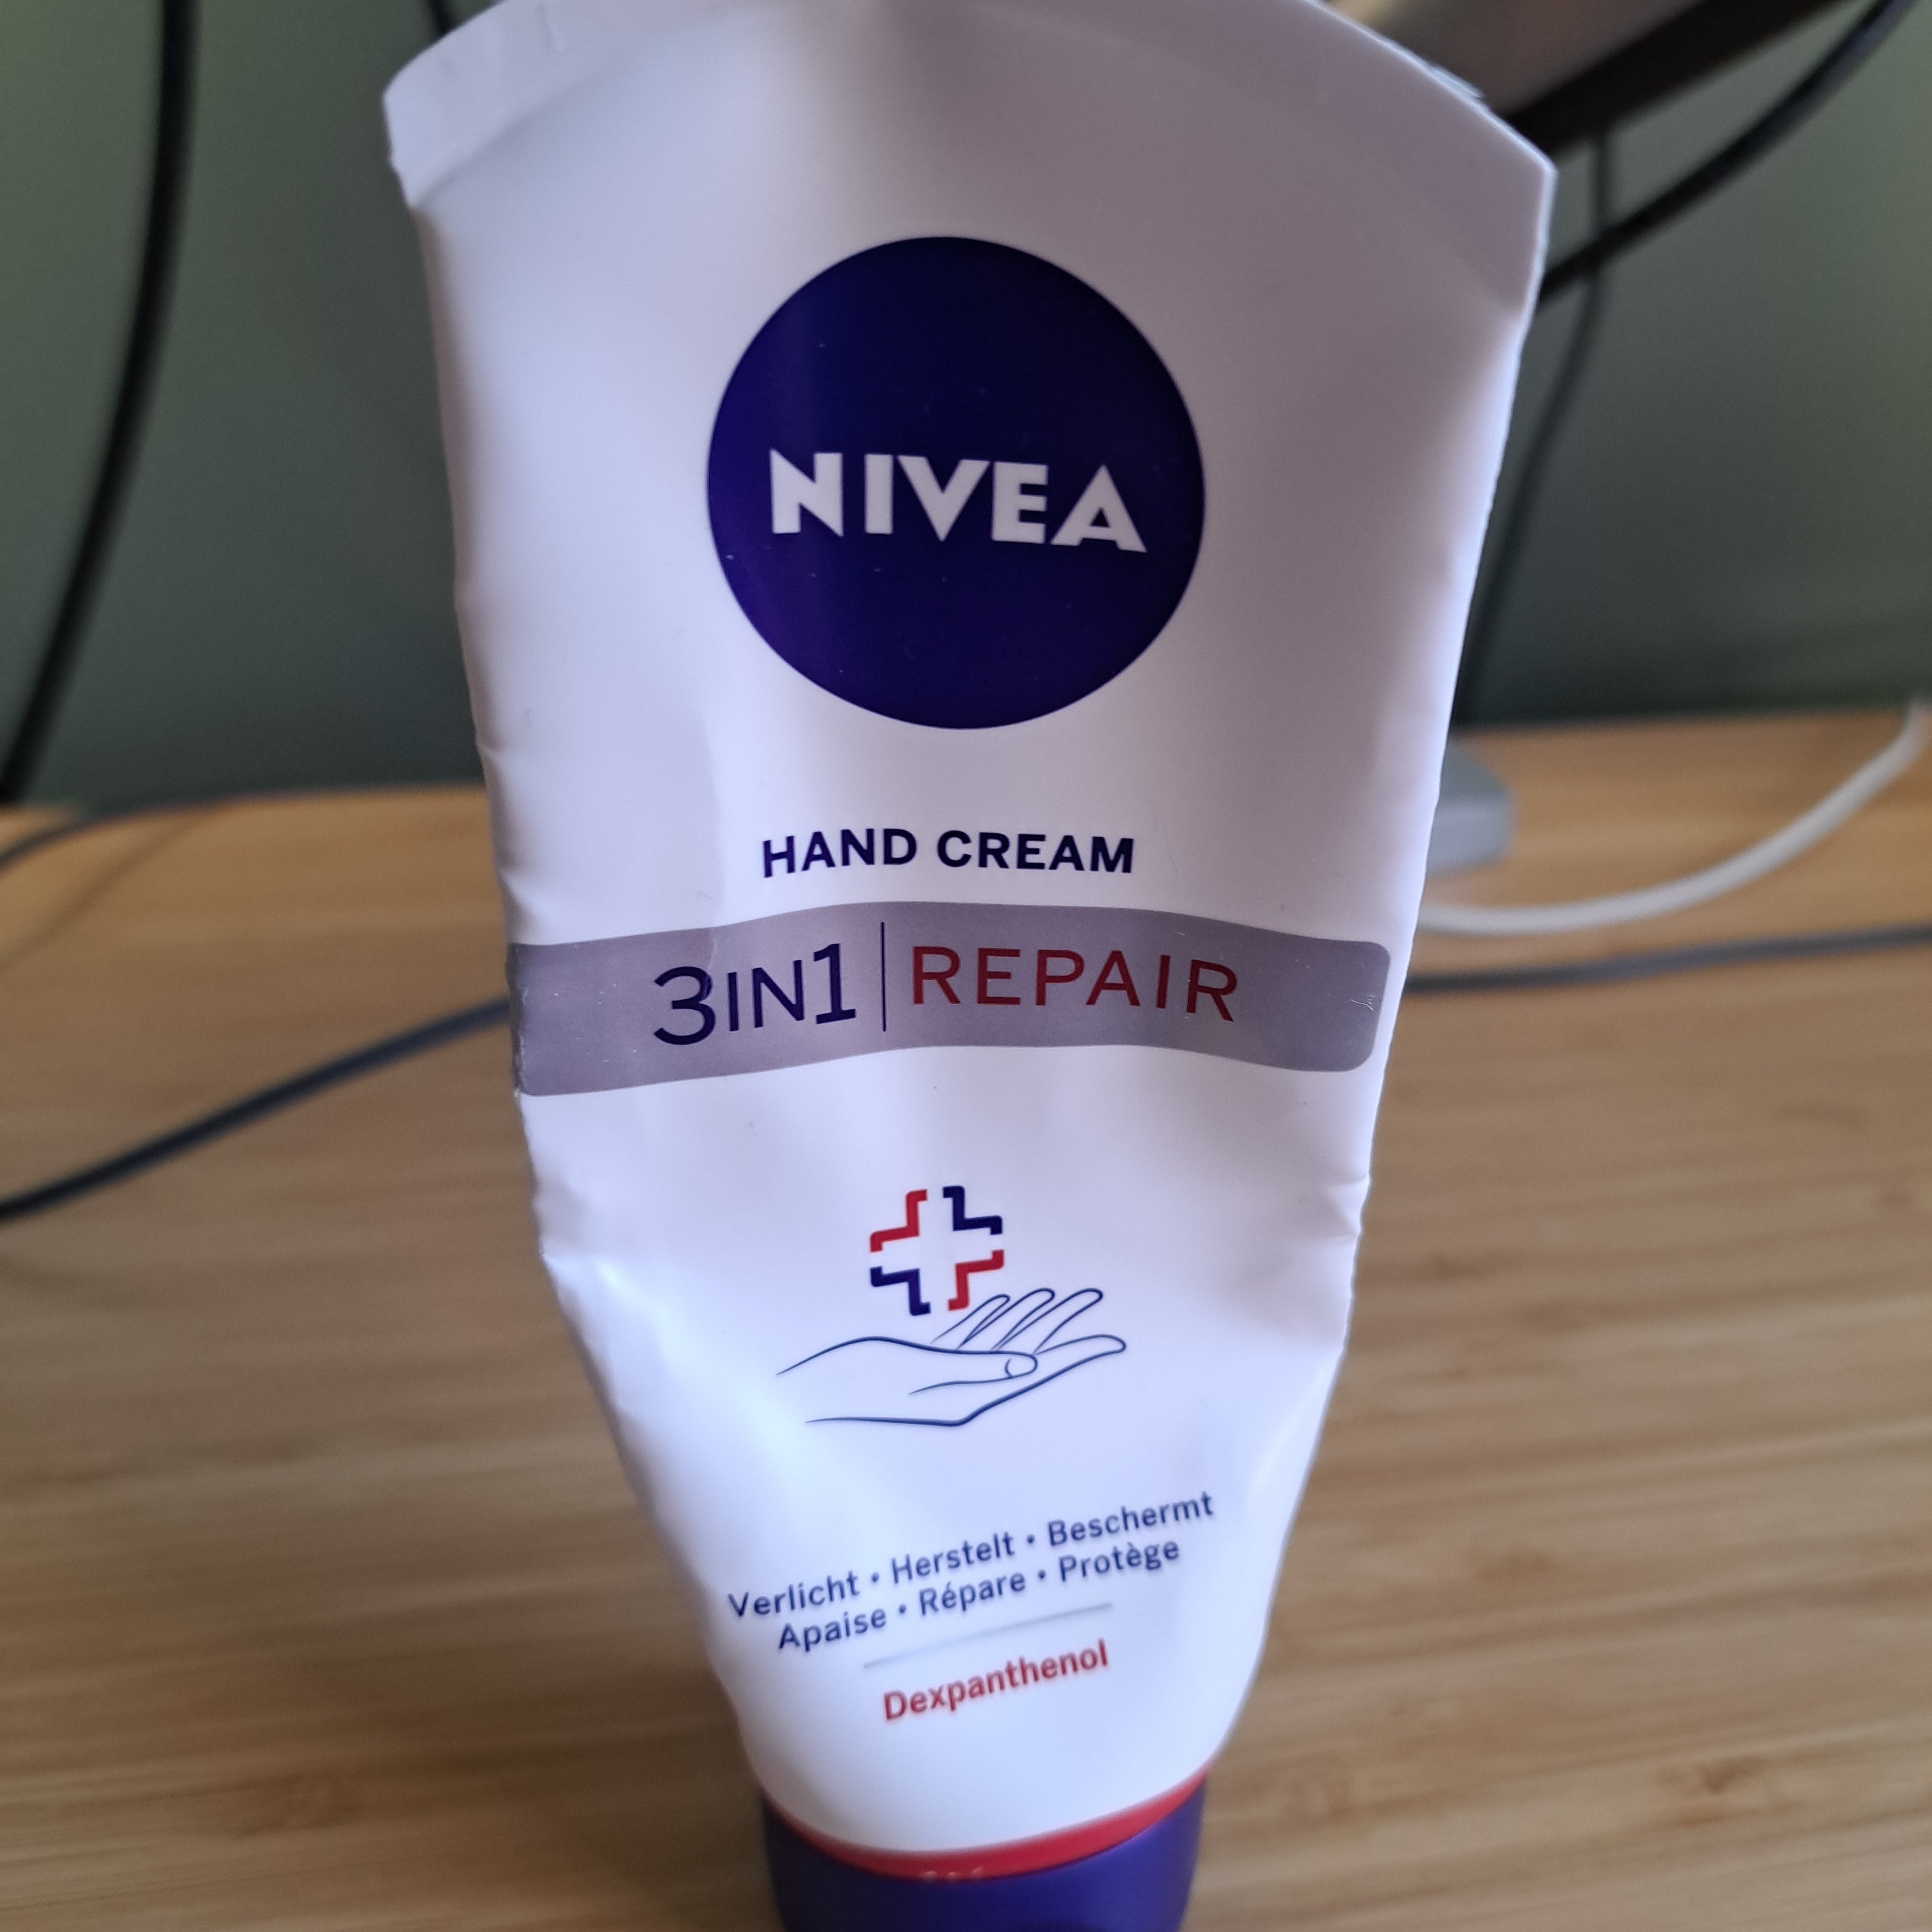 NIVEA
HAND CREAM
3IN1 | REPAIR
Verlicht • Herstelt • Beschermt
Apaise • Répare • Protège
Dexpanthenol